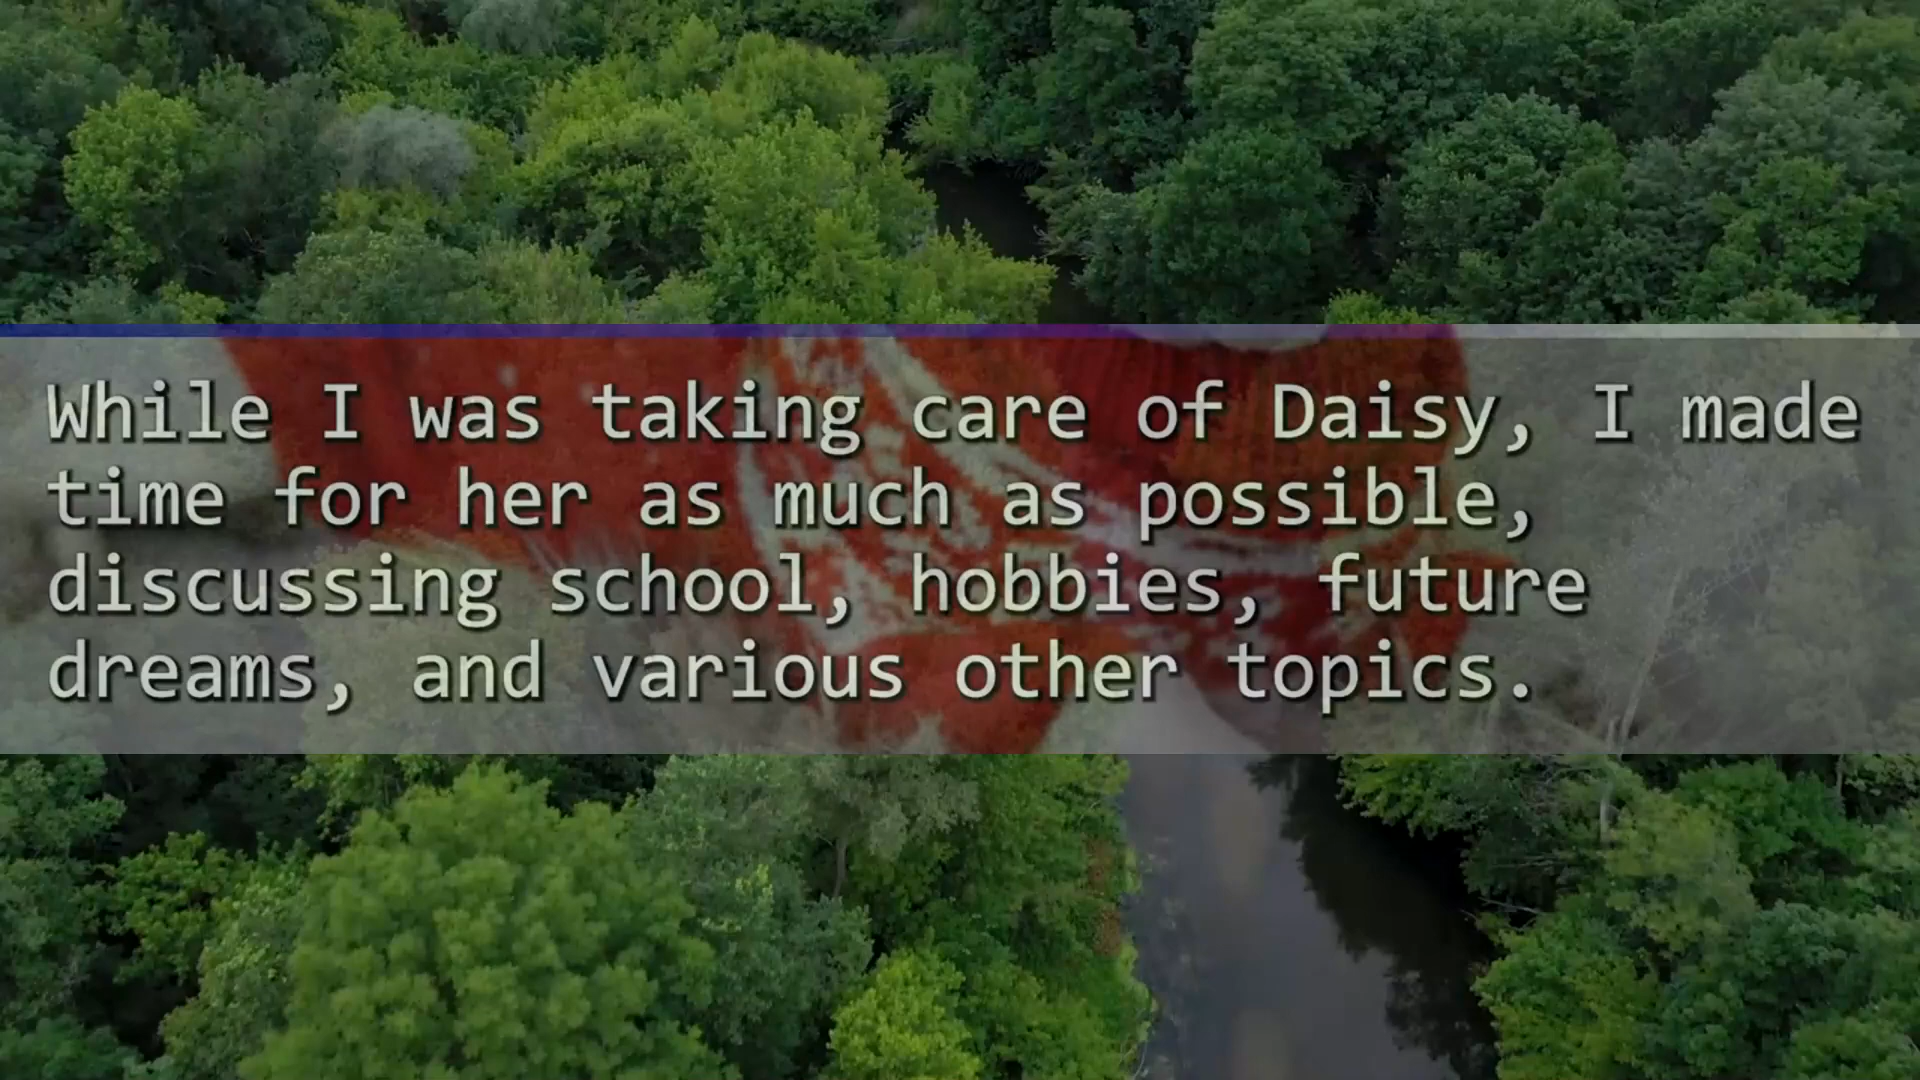 While I was taking care of Daisy, I made
time for her as much as possible,
discussing school, hobbies, future
dreams, and various other topics.